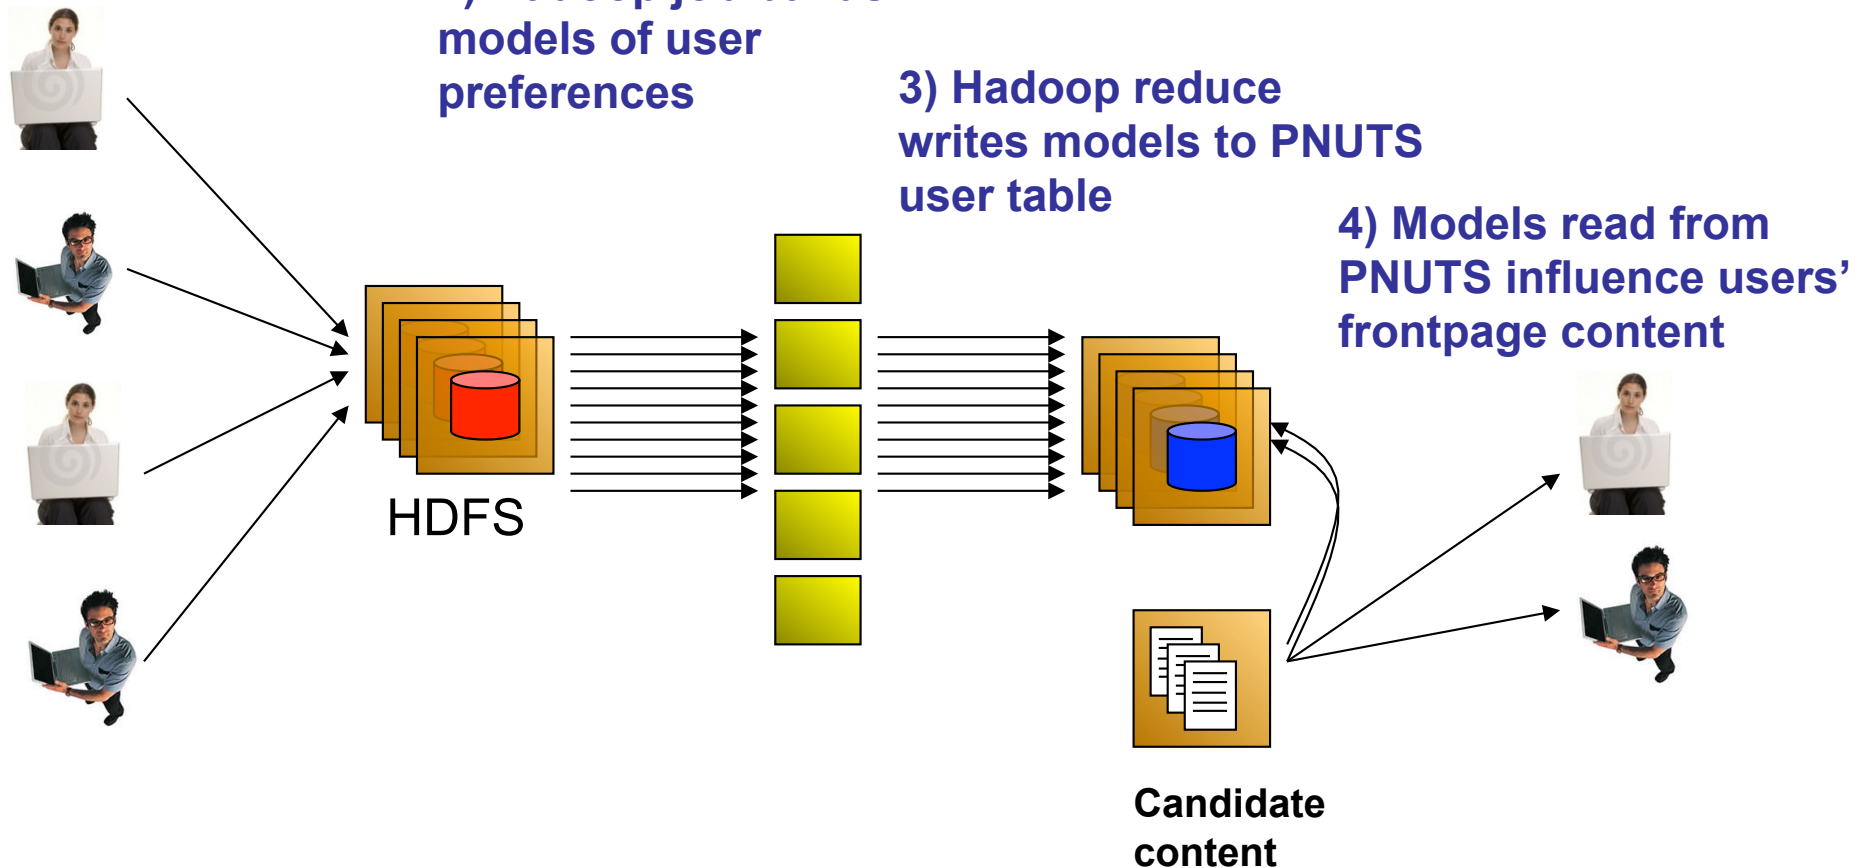 models of user
preferences
3) Hadoop reduce
writes models to PNUTS
user table
4) Models read from
PNUTS influence users’
frontpage content
HDFS
Candidate
content